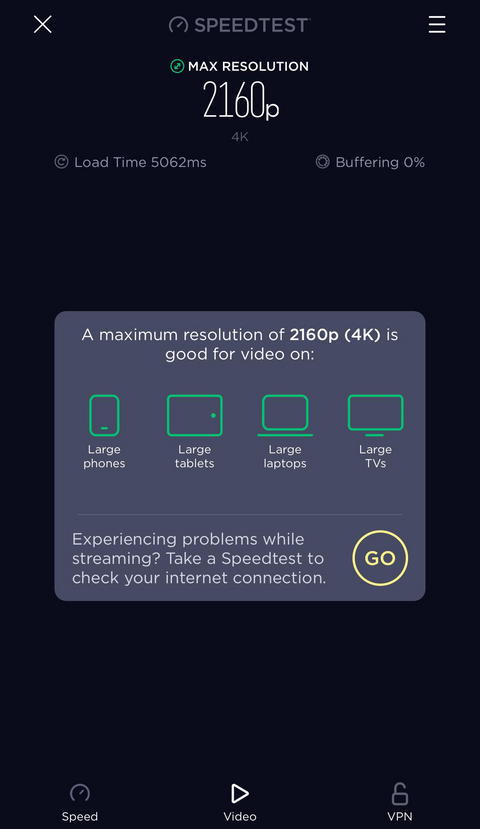 SPEEDTEST
MAX RESOLUTION
2160p
4K
Load Time 5062ms
Buffering 0%
A maximum resolution of 2160p (4K) is
good for video on:
Large
phones
Large
tablets
Large
laptops
Large
TVs
Experiencing problems while
streaming? Take a Speedtest to
check your internet connection.
GO
Speed
Video
VPN